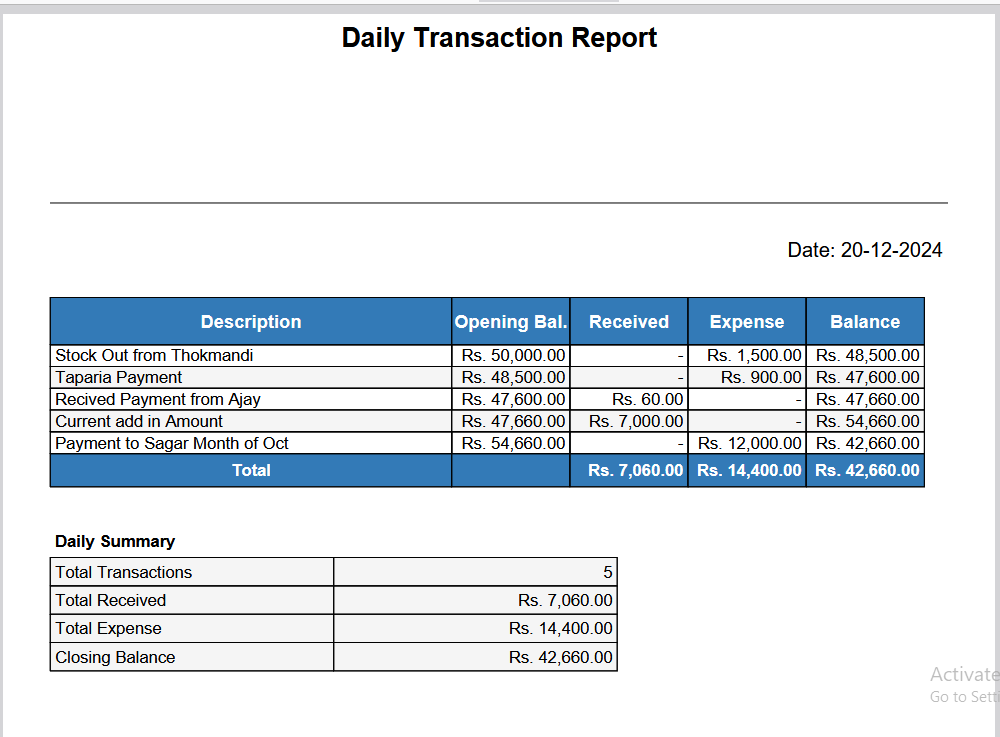 Daily Transaction Report
Date: 20-12-2024
Description Opening Bal. Received Expense Balance
Stock Out from Thokmandi Rs. 50,000.00 - Rs. 1,500.00 Rs. 48,500.00
Taparia Payment Rs. 48,500.00 - Rs. 900.00 Rs. 47,600.00
Recived Payment from Ajay Rs. 47,600.00 Rs. 60.00 - Rs. 47,660.00
Current add in Amount Rs. 47,660.00 Rs. 7,000.00 - Rs. 54,660.00
Payment to Sagar Month of Oct Rs. 54,660.00 - Rs. 12,000.00 Rs. 42,660.00
Total Rs. 7,060.00 Rs. 14,400.00 Rs. 42,660.00
Daily Summary
Total Transactions 5
Total Received Rs. 7,060.00
Total Expense Rs. 14,400.00
Closing Balance Rs. 42,660.00
Activate
Go to Setti